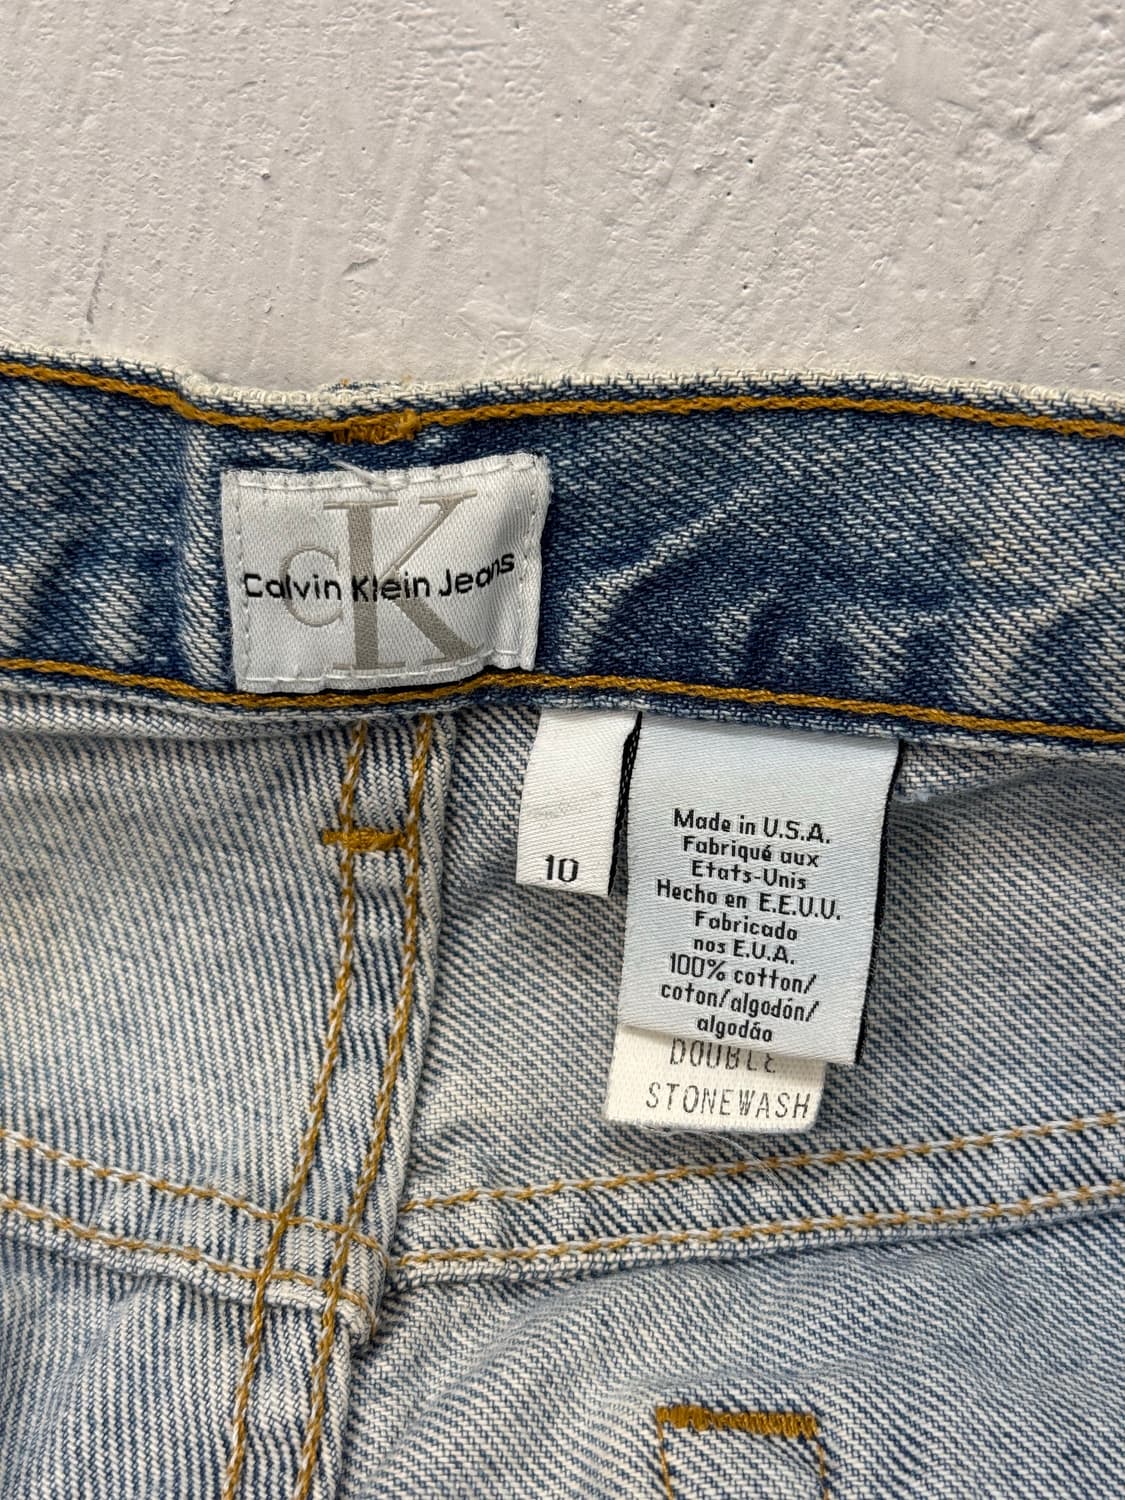 CK
Calvin Klein Jeans
10
Made in U.S.A.
Fabriqué aux
Etats-Unis
Hecho en E.E.U.U.
Fabricado
nos E.U.A.
100% cotton/
coton/algodón/
algodão
DOUBLE
STONEWASH